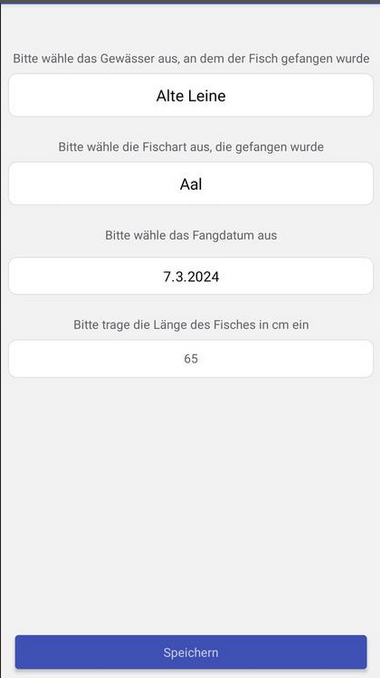 Bitte wähle das Gewässer aus, an dem der Fisch gefangen wurde
Alte Leine
Bitte wähle die Fischart aus, die gefangen wurde
Aal
Bitte wähle das Fangdatum aus
7.3.2024
Bitte trage die Länge des Fisches in cm ein
65
Speichern